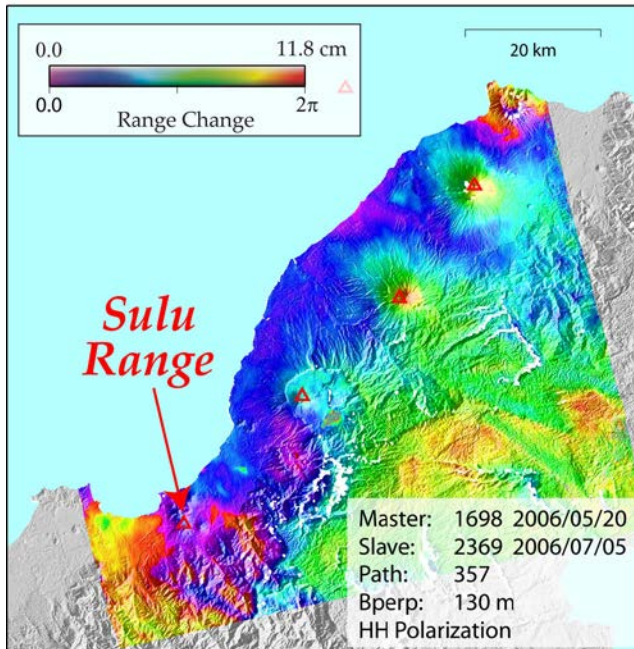 0.0 11.8 cm
0.0 2π
Range Change
20 km
Sulu
Range
Master: 1698 2006/05/20
Slave: 2369 2006/07/05
Path: 357
Bperp: 130 m
HH Polarization